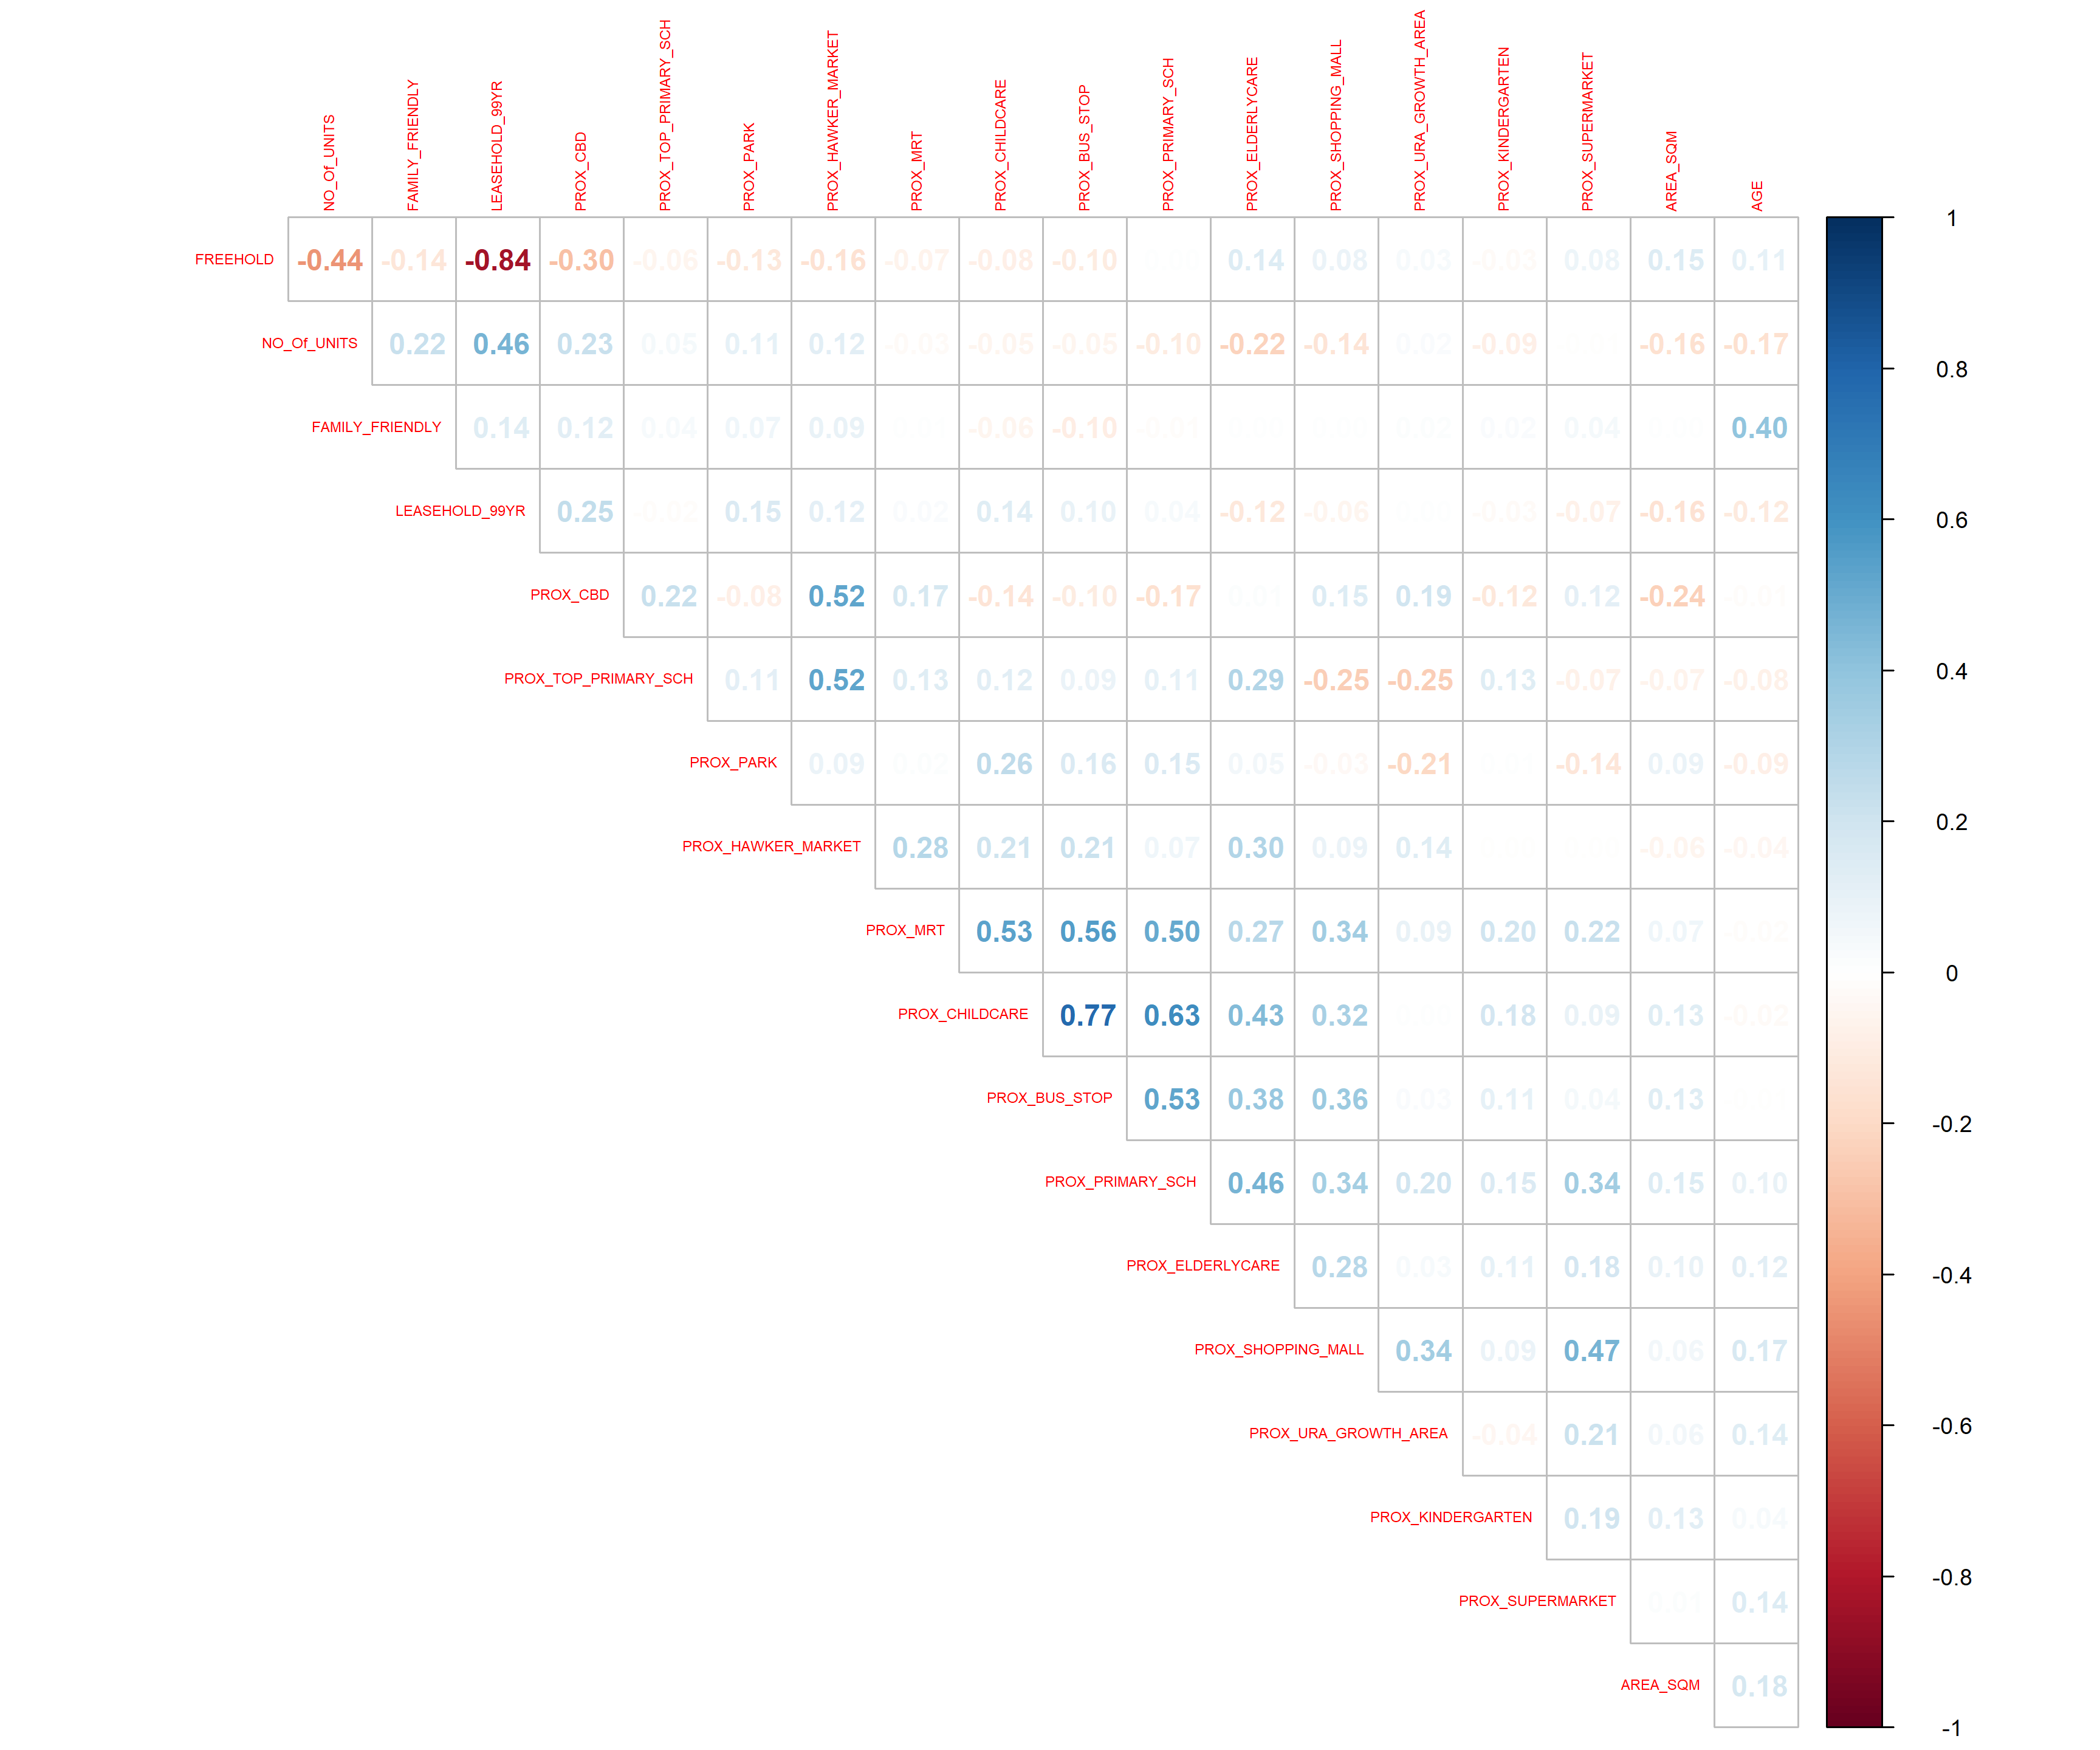 NO_Of_UNITS FAMILY_FRIENDLY LEASEHOLD_99YR PROX_CBD PROX_TOP_PRIMARY_SCH PROX_PARK PROX_HAWKER_MARKET PROX_MRT PROX_CHILDCARE PROX_BUS_STOP PROX_PRIMARY_SCH PROX_ELDERLYCARE PROX_SHOPPING_MALL PROX_URA_GROWTH_AREA PROX_KINDERGARTEN PROX_SUPERMARKET AREA_SQM AGE
1
FREEHOLD -0.44 -0.14 -0.84 -0.30 -0.06 -0.13 -0.16 -0.07 -0.08 -0.10 0.14 0.08 0.03 -0.03 0.08 0.15 0.11
NO_Of_UNITS 0.22 0.46 0.23 0.05 0.11 0.12 -0.03 -0.05 -0.05 -0.10 -0.22 -0.14 0.02 -0.09 -0.16 -0.17
0.8
FAMILY_FRIENDLY 0.14 0.12 0.04 0.07 0.09 -0.06 -0.10 -0.01 0.02 0.02 0.04 0.40
LEASEHOLD_99YR 0.25 -0.02 0.15 0.12 0.02 0.14 0.10 0.04 -0.12 -0.06 -0.03 -0.07 -0.16 -0.12
0.6
PROX_CBD 0.22 -0.08 0.52 0.17 -0.14 -0.10 -0.17 0.01 0.15 0.19 -0.12 0.12 -0.24 -0.01
0.4
PROX_TOP_PRIMARY_SCH 0.11 0.52 0.13 0.12 0.09 0.11 0.29 -0.25 -0.25 0.13 -0.07 -0.07 -0.08
PROX_PARK 0.09 0.02 0.26 0.16 0.15 0.05 -0.03 -0.21 -0.14 0.09 -0.09
0.2
PROX_HAWKER_MARKET 0.28 0.21 0.21 0.07 0.30 0.09 0.14 -0.06 -0.04
PROX_MRT 0.53 0.56 0.50 0.27 0.34 0.09 0.20 0.22 0.07 -0.02
0
PROX_CHILDCARE 0.77 0.63 0.43 0.32 0.18 0.09 0.13 -0.02
PROX_BUS_STOP 0.53 0.38 0.36 0.03 0.11 0.04 0.13
-0.2
PROX_PRIMARY_SCH 0.46 0.34 0.20 0.15 0.34 0.15 0.10
PROX_ELDERLYCARE 0.28 0.03 0.11 0.18 0.10 0.12
-0.4
PROX_SHOPPING_MALL 0.34 0.09 0.47 0.06 0.17
-0.6
PROX_URA_GROWTH_AREA -0.04 0.21 0.06 0.14
PROX_KINDERGARTEN 0.19 0.13 0.04
-0.8
PROX_SUPERMARKET 0.01 0.14
AREA_SQM 0.18
-1